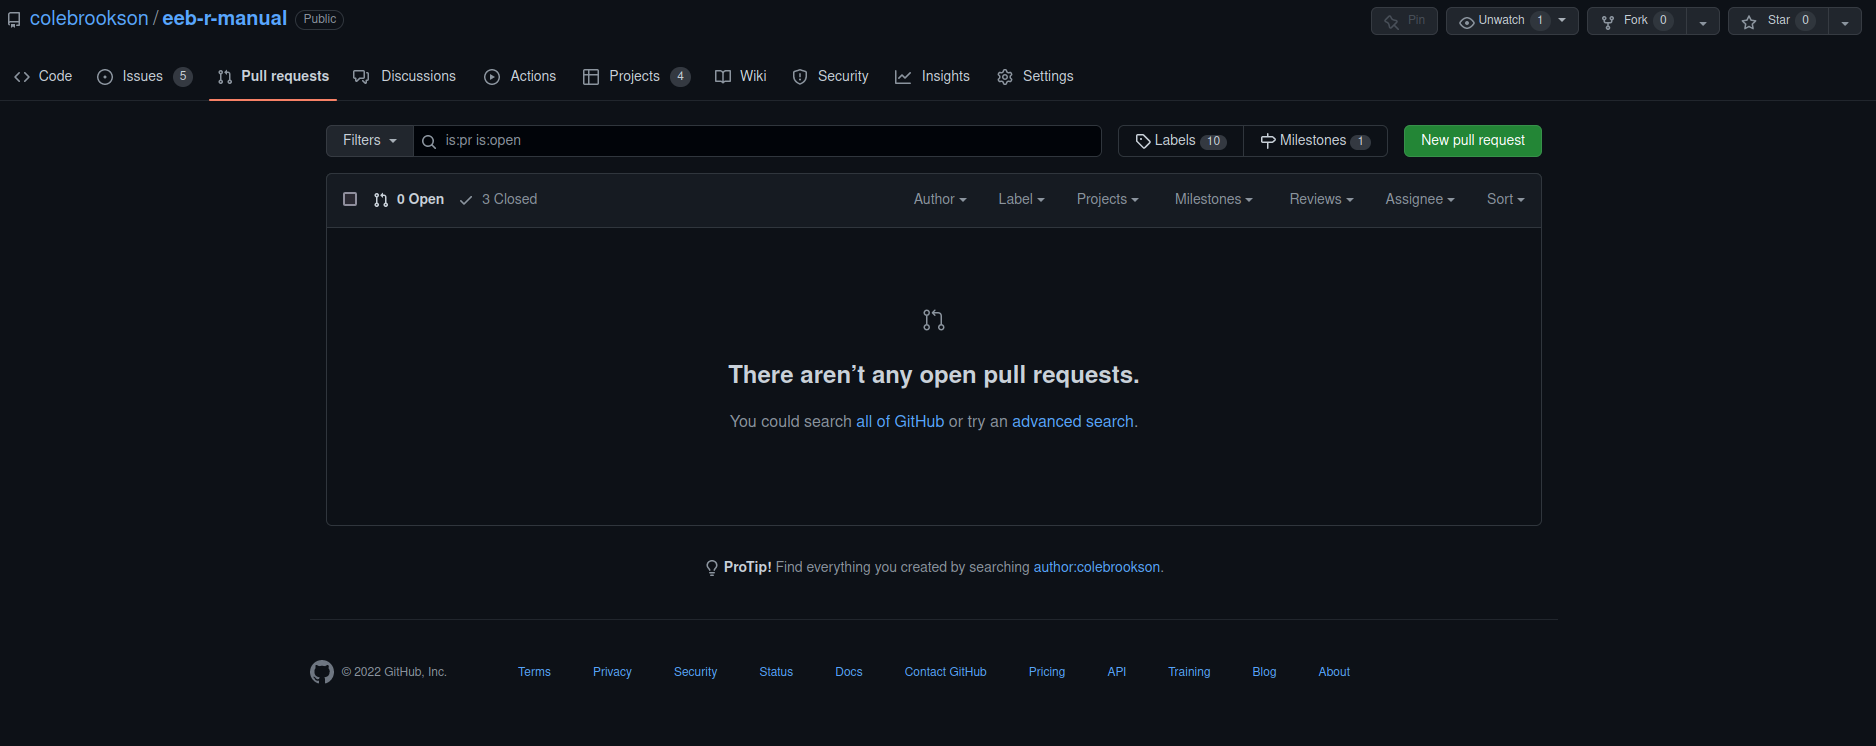 colebrookson / eeb-r-manual Public Pin Unwatch 1 Fork 0 Star 0
Code Issues 5 Pull requests Discussions Actions Projects 4 Wiki Security Insights Settings
Filters is:pr is:open Labels 10 Milestones 1 New pull request
0 Open 3 Closed Author Label Projects Milestones Reviews Assignee Sort
There aren’t any open pull requests.
You could search all of GitHub or try an advanced search.
ProTip! Find everything you created by searching author:colebrookson.
© 2022 GitHub, Inc. Terms Privacy Security Status Docs Contact GitHub Pricing API Training Blog About